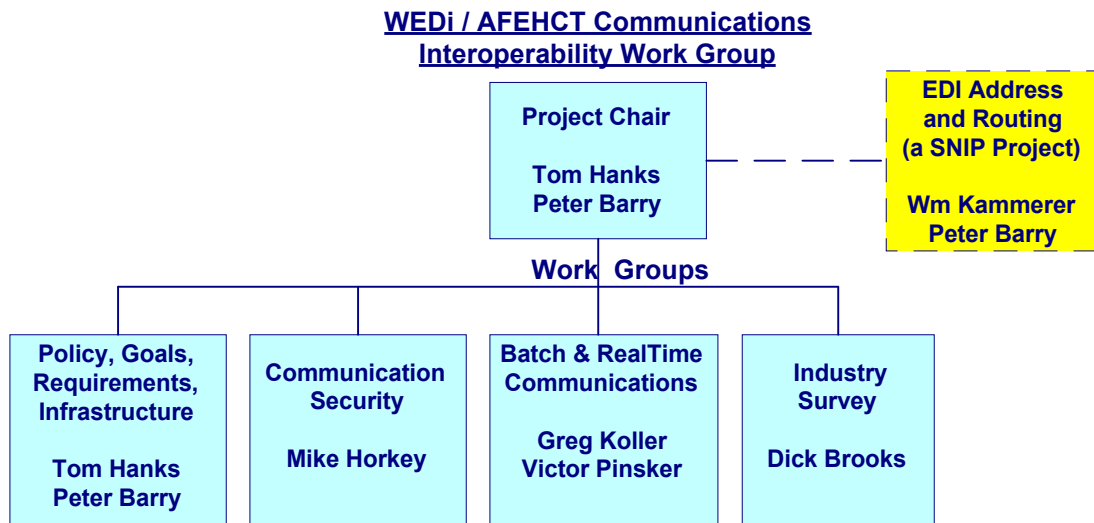 WEDi / AFEHCT Communications
Interoperability Work Group
Project Chair
Tom Hanks
Peter Barry
EDI Address
and Routing
(a SNIP Project)
Wm Kammerer
Peter Barry
Work Groups
Policy, Goals,
Requirements,
Infrastructure
Tom Hanks
Peter Barry
Communication
Security
Mike Horkey
Batch & RealTime
Communications
Greg Koller
Victor Pinsker
Industry
Survey
Dick Brooks